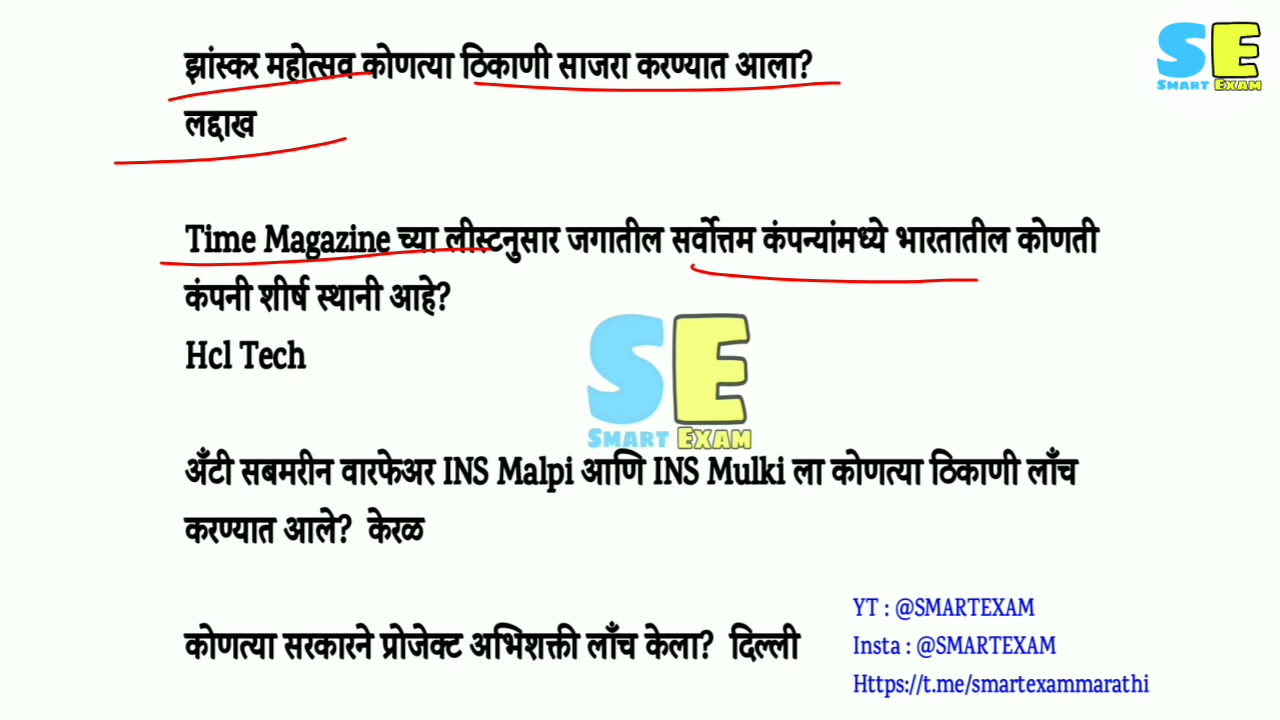 झांस्कर महोत्सव कोणत्या ठिकाणी साजरा करण्यात आला?
SE
SMART EXAM
लद्दाख
Time Magazine च्या लीस्टनुसार जगातील सर्वोत्तम कंपन्यांमध्ये भारतातील कोणती
कंपनी शीर्ष स्थानी आहे?
Hcl Tech
SE
SMART EXAM
अँटी सबमरीन वारफेअर INS Malpi आणि INS Mulki ला कोणत्या ठिकाणी लाँच
करण्यात आले? केरळ
कोणत्या सरकारने प्रोजेक्ट अभिशक्ती लाँच केला? दिल्ली
YT : @SMARTEXAM
Insta : @SMARTEXAM
Https://t.me/smartexammarathi